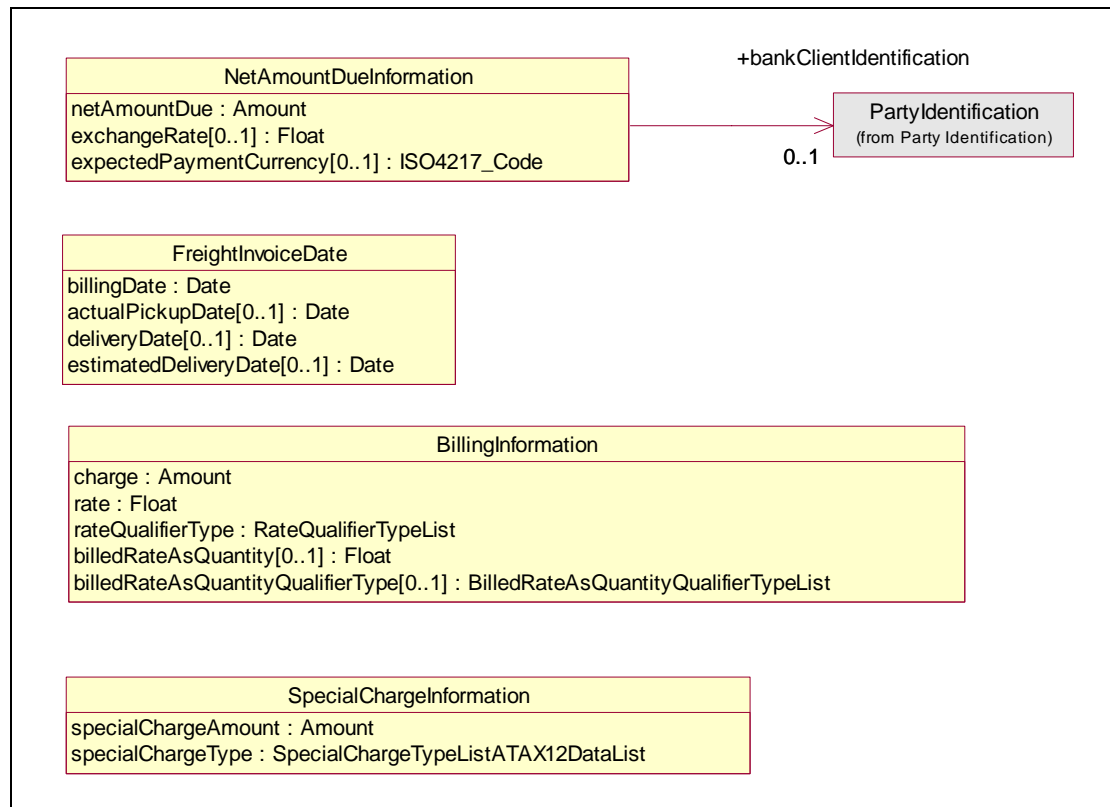 NetAmountDueInformation
netAmountDue : Amount
exchangeRate[0..1] : Float
expectedPaymentCurrency[0..1] : ISO4217_Code
+bankClientIdentification
0..1
PartyIdentification
(from Party Identification)
FreightInvoiceDate
billingDate : Date
actualPickupDate[0..1] : Date
deliveryDate[0..1] : Date
estimatedDeliveryDate[0..1] : Date
BillingInformation
charge : Amount
rate : Float
rateQualifierType : RateQualifierTypeList
billedRateAsQuantity[0..1] : Float
billedRateAsQuantityQualifierType[0..1] : BilledRateAsQuantityQualifierTypeList
SpecialChargeInformation
specialChargeAmount : Amount
specialChargeType : SpecialChargeTypeListATAX12DataList